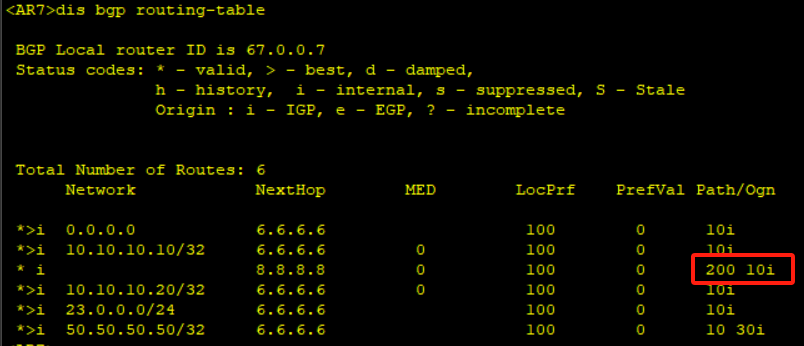 <AR7>dis bgp routing-table
BGP Local router ID is 67.0.0.7
Status codes: * - valid, > - best, d - damped,
h - history, i - internal, s - suppressed, S - Stale
Origin : i - IGP, e - EGP, ? - incomplete
Total Number of Routes: 6
Network NextHop MED LocPrf PrefVal Path/Ogn
*>i 0.0.0.0 6.6.6.6 100 0 10i
*>i 10.10.10.10/32 6.6.6.6 0 100 0 10i
* i 8.8.8.8 0 100 0 200 10i
*>i 10.10.10.20/32 6.6.6.6 0 100 0 10i
*>i 23.0.0.0/24 6.6.6.6 100 0 10i
*>i 50.50.50.50/32 6.6.6.6 100 0 10 30i